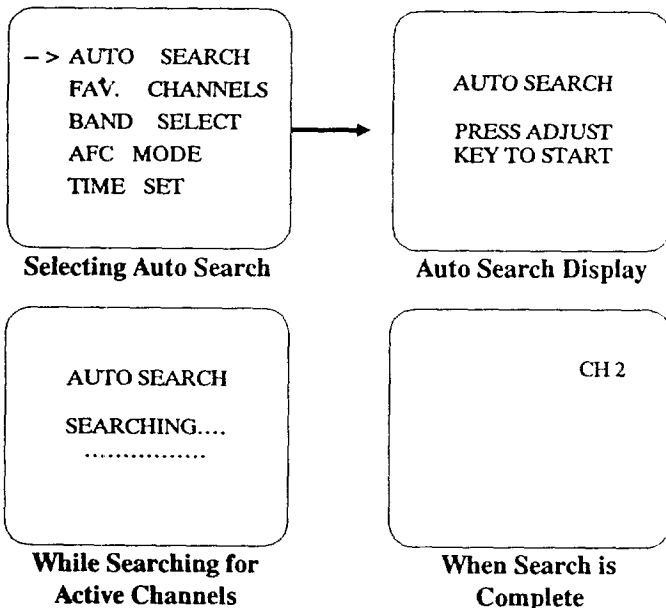 –> AUTO SEARCH
FAV. CHANNELS
BAND SELECT
AFC MODE
TIME SET
Selecting Auto Search
AUTO SEARCH
PRESS ADJUST
KEY TO START
Auto Search Display
AUTO SEARCH
SEARCHING....
...............
While Searching for
Active Channels
CH 2
When Search is
Complete